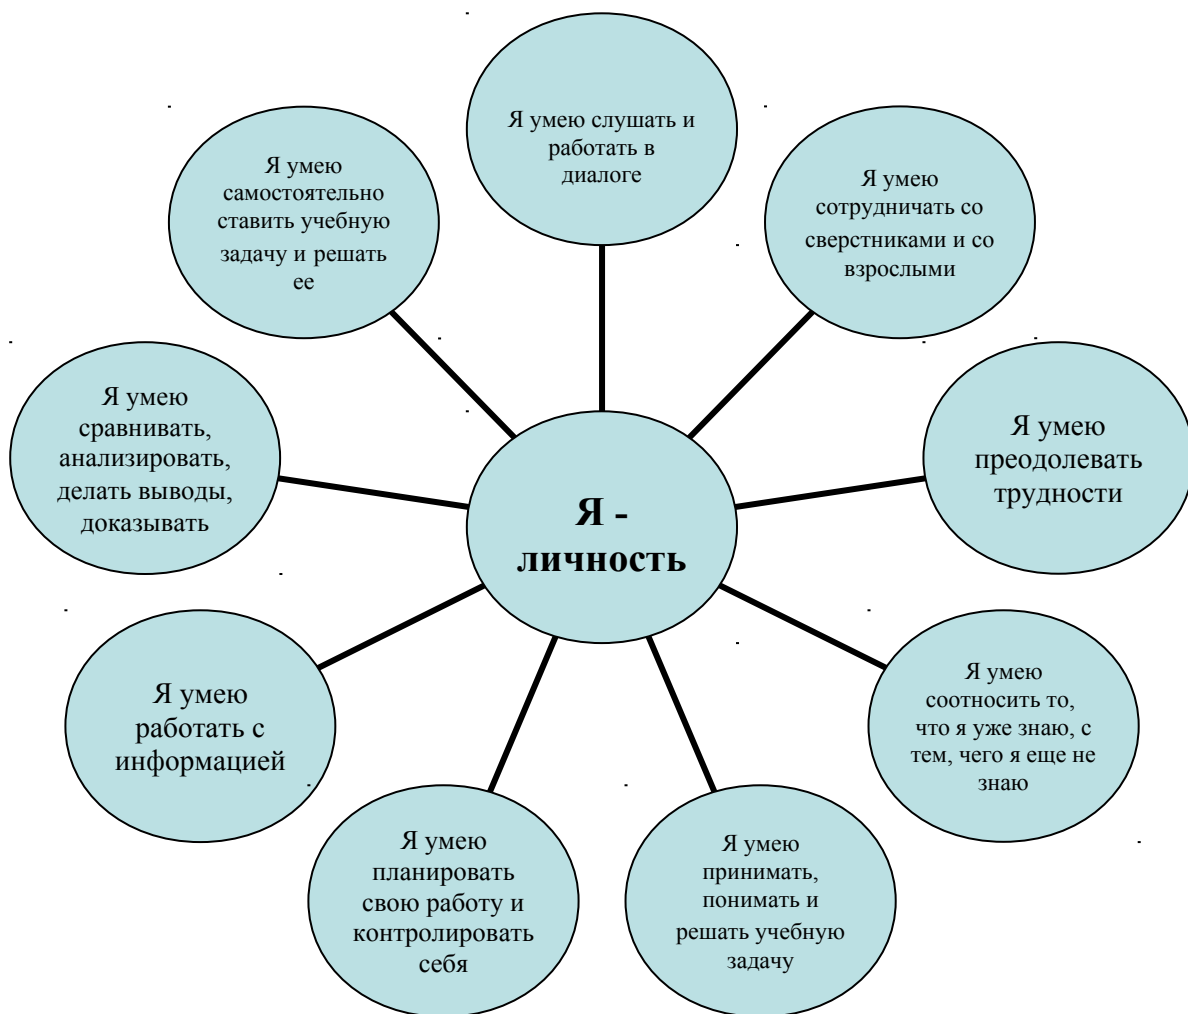 Я умею слушать и
работать в
диалоге
Я умею
сотрудничать со
сверстниками и со
взрослыми
Я умею
преодолевать
трудности
Я умею
соотносить то,
что я уже знаю, с
тем, чего я еще не
знаю
Я умею
принимать,
понимать и
решать учебную
задачу
Я умею
планировать
свою работу и
контролировать
себя
Я умею
работать с
информацией
Я умею
сравнивать,
анализировать,
делать выводы,
доказывать
Я умею
самостоятельно
ставить учебную
задачу и решать
ее
Я -
личность